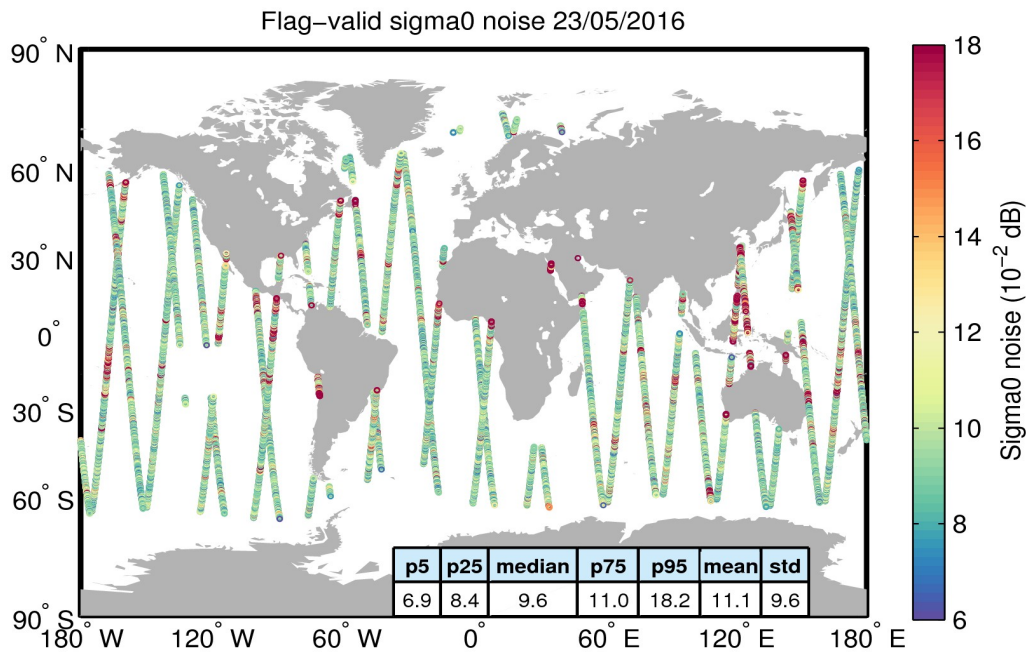 Flag−valid sigma0 noise 23/05/2016
90° N
60° N
30° N
0°
30° S
60° S
90° S
180° W
120° W
60° W
0°
60° E
120° E
180° E
p5 p25 median p75 p95 mean std
6.9 8.4 9.6 11.0 18.2 11.1 9.6
18
16
14
12
10
8
6
Sigma0 noise (10⁻² dB)